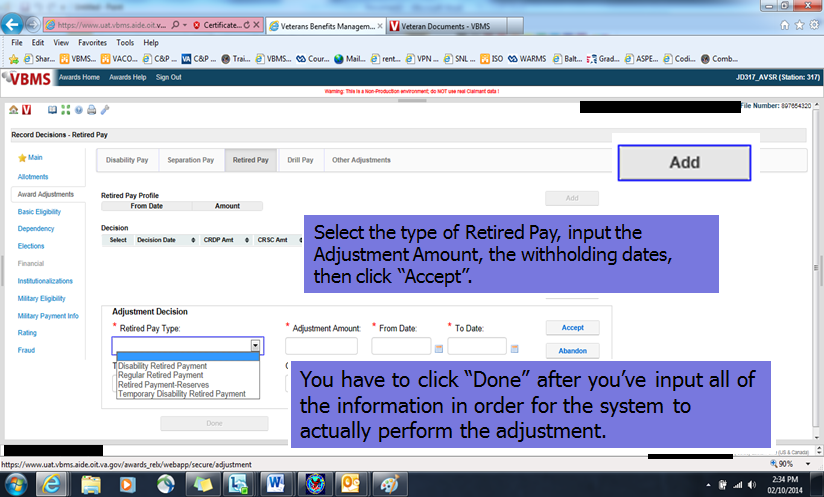 https://www.uat.vbms.aide.oit.v...
Certificate...
Veterans Benefits Managem...
Veteran Documents - VBMS
File Edit View Favorites Tools Help
Shar... VBMS... VACO... C&P ... C&P ... Trai... VBMS... Cour... Mail... rent... VPN ... SNL ... ISO WARMS Balt... Grad... ASPE... Codi... Comb...
VBMS Awards Home Awards Help Sign Out JD317_AVSR (Station: 317)
Warning: This is a Non-Production environment; do NOT use real Claimant data !
File Number: 897654320
Record Decisions - Retired Pay
Main
Allotments
Award Adjustments
Basic Eligibility
Dependency
Elections
Financial
Institutionalizations
Military Eligibility
Military Payment Info
Rating
Fraud
Disability Pay Separation Pay Retired Pay Drill Pay Other Adjustments
Add
Retired Pay Profile
From Date Amount
Add
Decision
Select Decision Date CRDP Amt CRSC Amt
Select the type of Retired Pay, input the
Adjustment Amount, the withholding dates,
then click “Accept”.
Adjustment Decision
* Retired Pay Type: * Adjustment Amount: * From Date: * To Date:
Accept
Abandon
Disability Retired Payment
Regular Retired Payment
Retired Payment-Reserves
Temporary Disability Retired Payment
Done
You have to click “Done” after you’ve input all of
the information in order for the system to
actually perform the adjustment.
https://www.uat.vbms.aide.oit.va.gov/awards_relx/webapp/secure/adjustment
90%
2:34 PM
02/10/2014